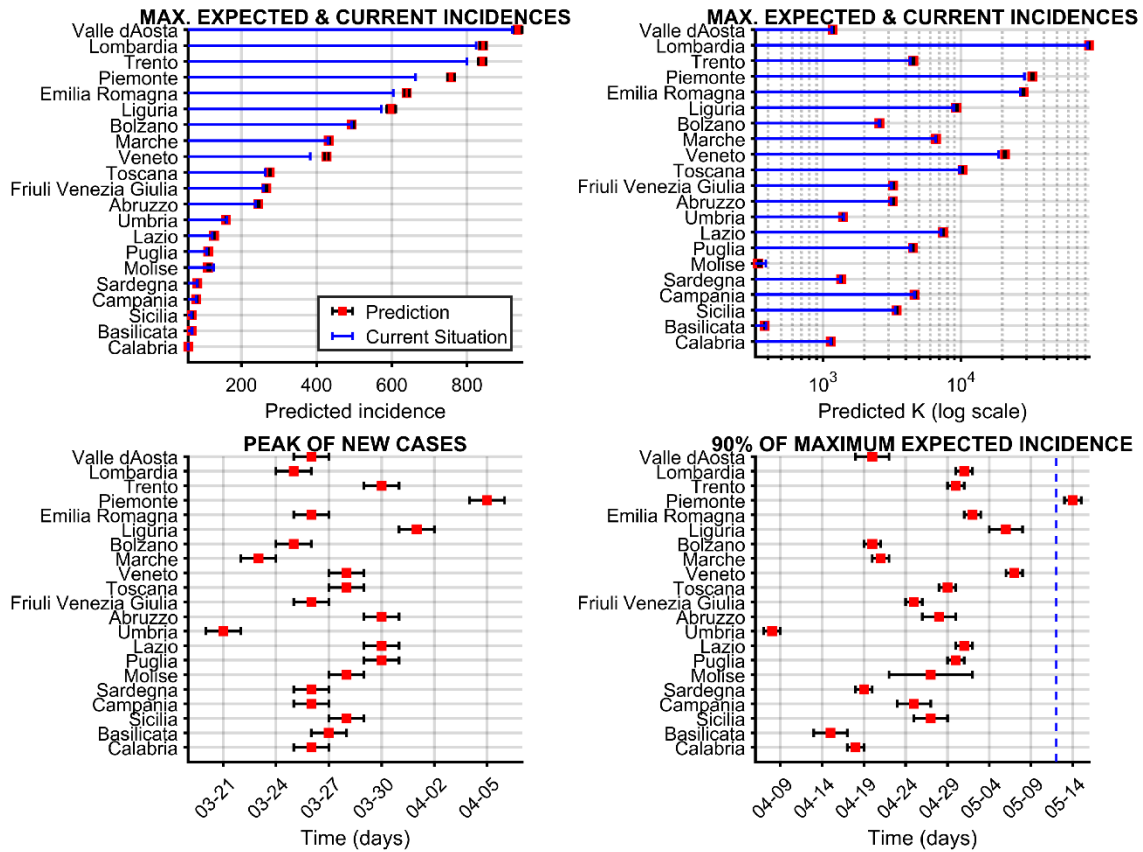 MAX. EXPECTED & CURRENT INCIDENCES
Valle dAosta
Lombardia
Trento
Piemonte
Emilia Romagna
Liguria
Bolzano
Marche
Veneto
Toscana
Friuli Venezia Giulia
Abruzzo
Umbria
Lazio
Puglia
Molise
Sardegna
Campania
Sicilia
Basilicata
Calabria
Prediction
Current Situation
200 400 600 800
Predicted incidence
MAX. EXPECTED & CURRENT INCIDENCES
Valle dAosta
Lombardia
Trento
Piemonte
Emilia Romagna
Liguria
Bolzano
Marche
Veneto
Toscana
Friuli Venezia Giulia
Abruzzo
Umbria
Lazio
Puglia
Molise
Sardegna
Campania
Sicilia
Basilicata
Calabria
10³ 10⁴
Predicted K (log scale)
PEAK OF NEW CASES
Valle dAosta
Lombardia
Trento
Piemonte
Emilia Romagna
Liguria
Bolzano
Marche
Veneto
Toscana
Friuli Venezia Giulia
Abruzzo
Umbria
Lazio
Puglia
Molise
Sardegna
Campania
Sicilia
Basilicata
Calabria
03-21 03-24 03-27 03-30 04-02 04-05
Time (days)
90% OF MAXIMUM EXPECTED INCIDENCE
Valle dAosta
Lombardia
Trento
Piemonte
Emilia Romagna
Liguria
Bolzano
Marche
Veneto
Toscana
Friuli Venezia Giulia
Abruzzo
Umbria
Lazio
Puglia
Molise
Sardegna
Campania
Sicilia
Basilicata
Calabria
04-09 04-14 04-19 04-24 04-29 05-04 05-09 05-14
Time (days)